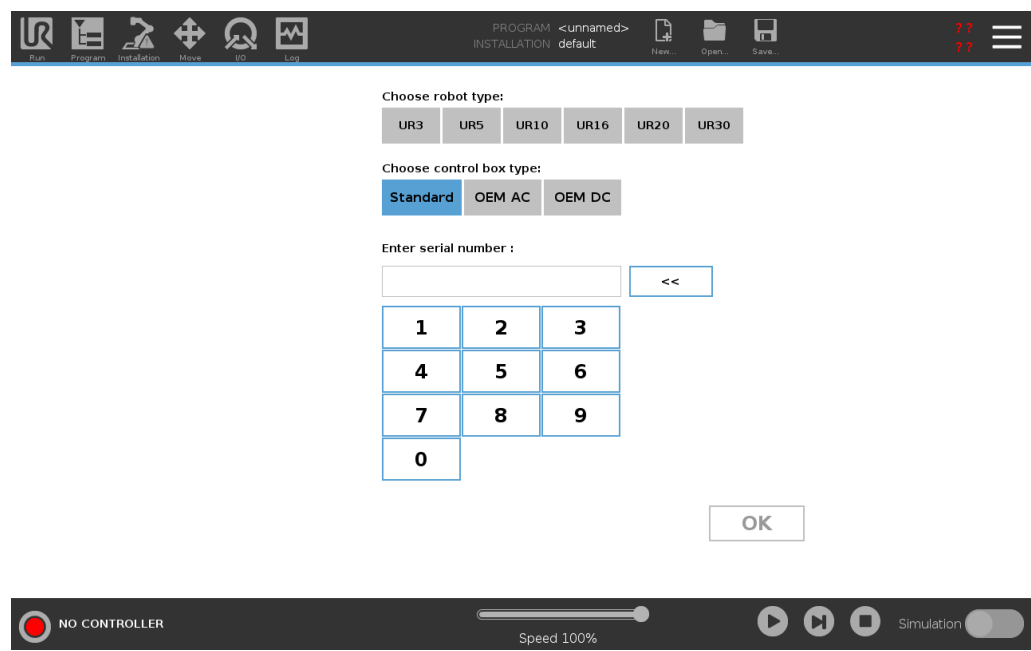 PROGRAM <unnamed>
INSTALLATION default
??
??
Run Program Installation Move I/O Log New... Open... Save...
Choose robot type:
UR3 UR5 UR10 UR16 UR20 UR30
Choose control box type:
Standard OEM AC OEM DC
Enter serial number :
<<
1 2 3
4 5 6
7 8 9
0
OK
NO CONTROLLER
Speed 100%
Simulation